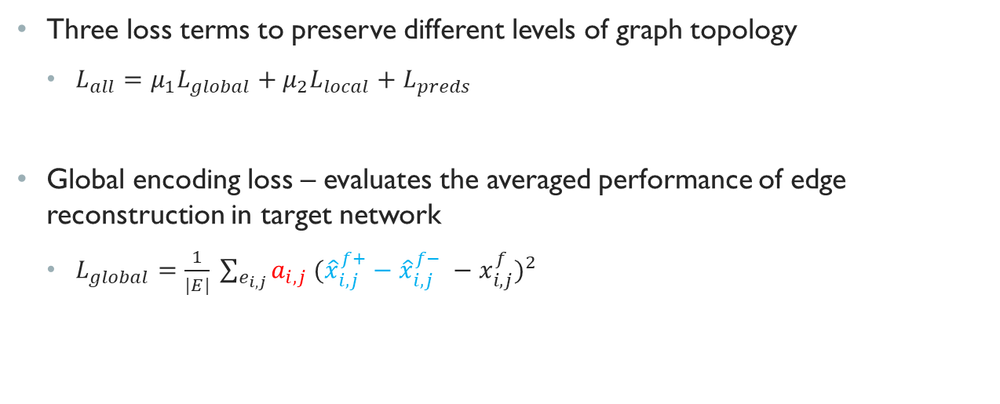 • Three loss terms to preserve different levels of graph topology
• $L_{all} = \mu_1 L_{global} + \mu_2 L_{local} + L_{preds}$
• Global encoding loss – evaluates the averaged performance of edge
reconstruction in target network
• $L_{global} = \frac{1}{|E|} \sum_{e_{i,j}} a_{i,j} (\hat{x}_{i,j}^{f+} - \hat{x}_{i,j}^{f-} - x_{i,j}^{f})^2$